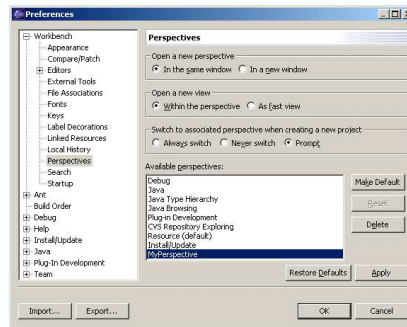 Preferences
Workbench
Appearance
Compare/Patch
Editors
External Tools
File Associations
Fonts
Keys
Label Decorations
Linked Resources
Local History
Perspectives
Search
Startup
Ant
Build Order
Debug
Help
Install/Update
Java
Plug-In Development
Team
Perspectives
Open a new perspective
In the same window In a new window
Open a new view
Within the perspective As fast view
Switch to associated perspective when creating a new project
Always switch Never switch Prompt
Available perspectives:
Debug
Java
Java Type Hierarchy
Java Browsing
Plug-in Development
CVS Repository Exploring
Resource (default)
Install/Update
MyPerspective
Make Default
Reset
Delete
Restore Defaults Apply
Import... Export... OK Cancel